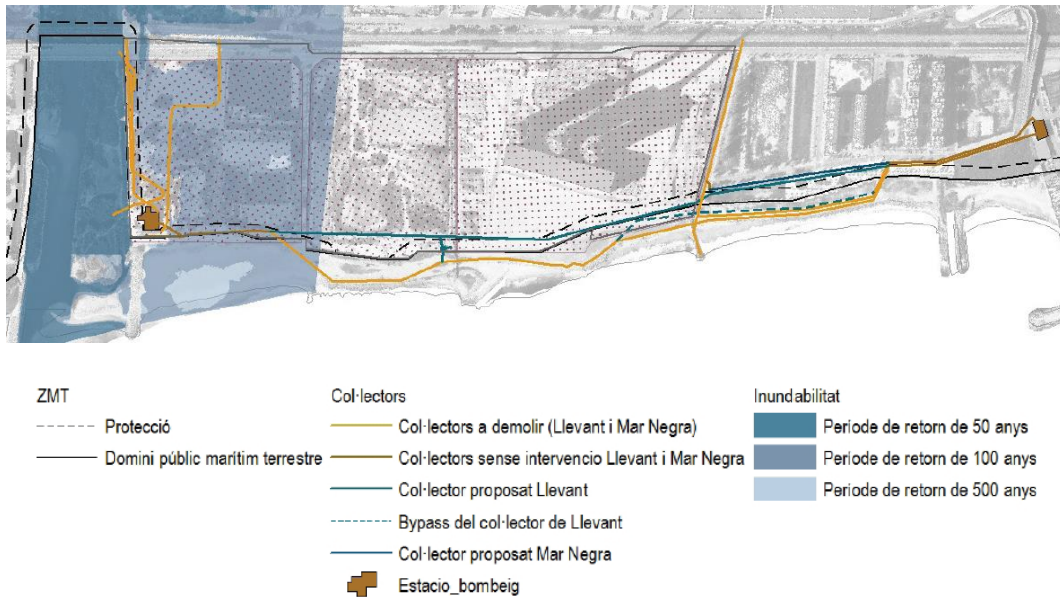 ZMT
Protecció
Domini públic marítim terrestre
Col·lectors
Col·lectors a demolir (Llevant i Mar Negra)
Col·lectors sense intervencio Llevant i Mar Negra
Col·lector proposat Llevant
Bypass del col·lector de Llevant
Col·lector proposat Mar Negra
Estacio_bombeig
Inundabilitat
Període de retorn de 50 anys
Període de retorn de 100 anys
Període de retorn de 500 anys